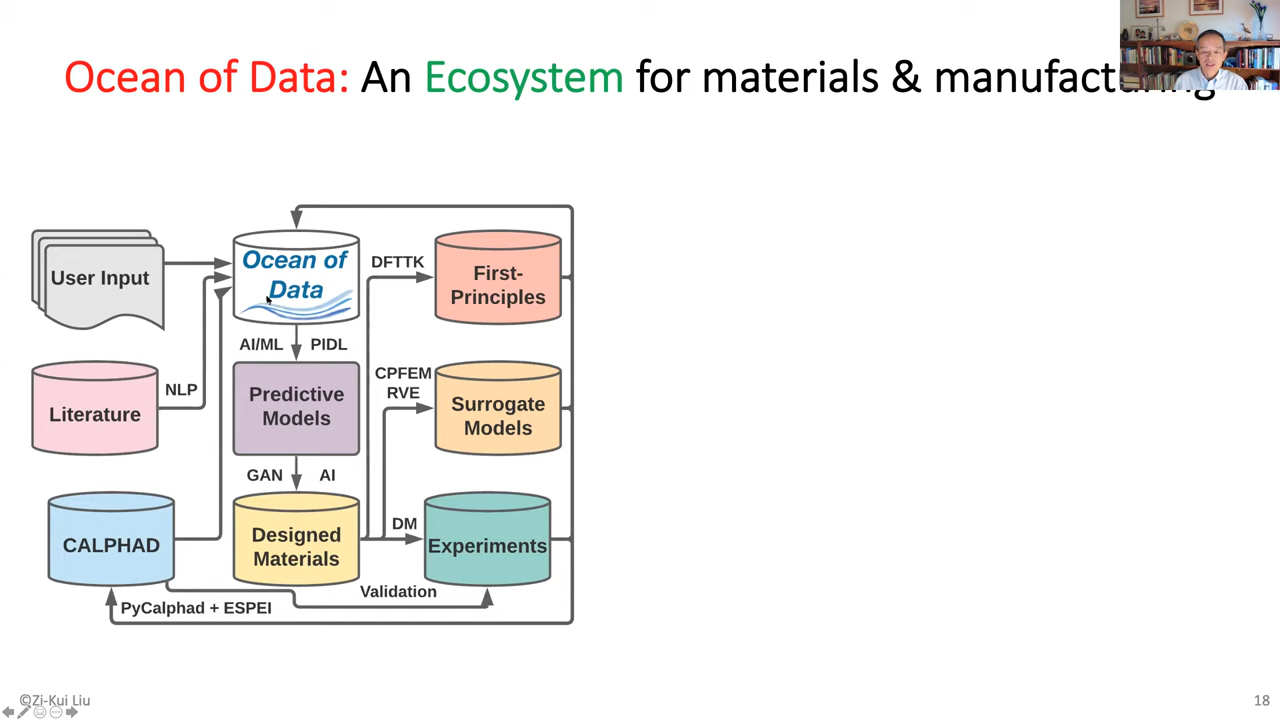 Ocean of Data: An Ecosystem for materials & manufacturing
User Input
Ocean of
Data
DFTTK
First-
Principles
AI/ML PIDL
Literature
NLP
Predictive
Models
CPFEM
RVE
Surrogate
Models
GAN AI
CALPHAD
Designed
Materials
DM
Experiments
Validation
PyCalphad + ESPEI
©Zi-Kui Liu
18